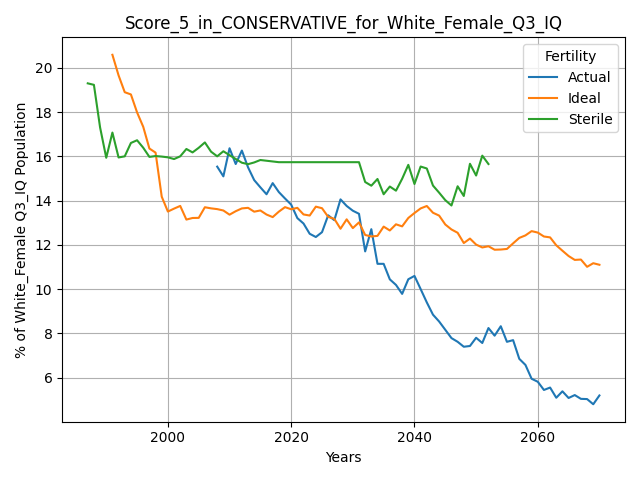 Score_5_in_CONSERVATIVE_for_White_Female_Q3_IQ
% of White_Female Q3_IQ Population
20
18
16
14
12
10
8
6
Fertility
Actual
Ideal
Sterile
2000
2020
2040
2060
Years